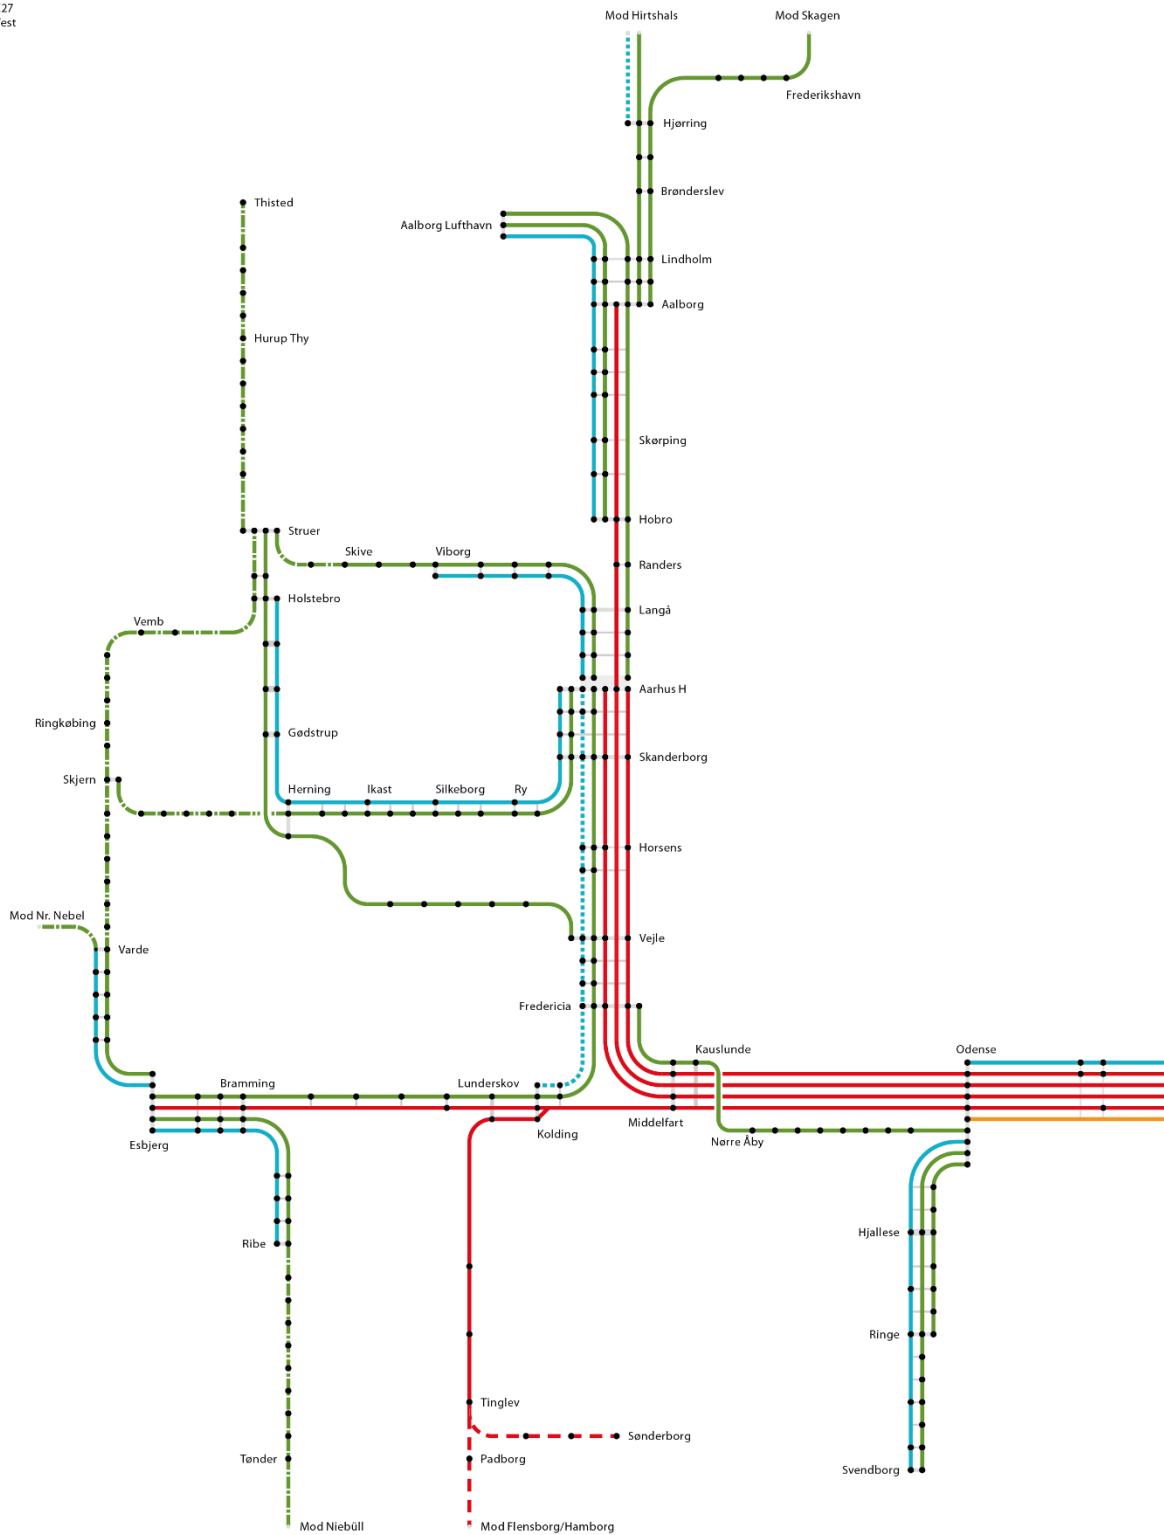 27
Mod Hirtshals
Mod Skagen
Frederikshavn
Hjørring
Brønderslev
Thisted
Aalborg Lufthavn
Lindholm
Aalborg
Hurup Thy
Skørping
Hobro
Struer
Skive
Viborg
Randers
Holstebro
Langå
Vemb
Aarhus H
Ringkøbing
Gødstrup
Skanderborg
Skjern
Herning
Ikast
Silkeborg
Ry
Horsens
Mod Nr. Nebel
Varde
Vejle
Fredericia
Kauslunde
Odense
Bramming
Lunderskov
Middelfart
Kolding
Nørre Åby
Esbjerg
Hjallese
Ribe
Ringe
Tinglev
Sønderborg
Tønder
Padborg
Svendborg
Mod Niebüll
Mod Flensborg/Hamborg